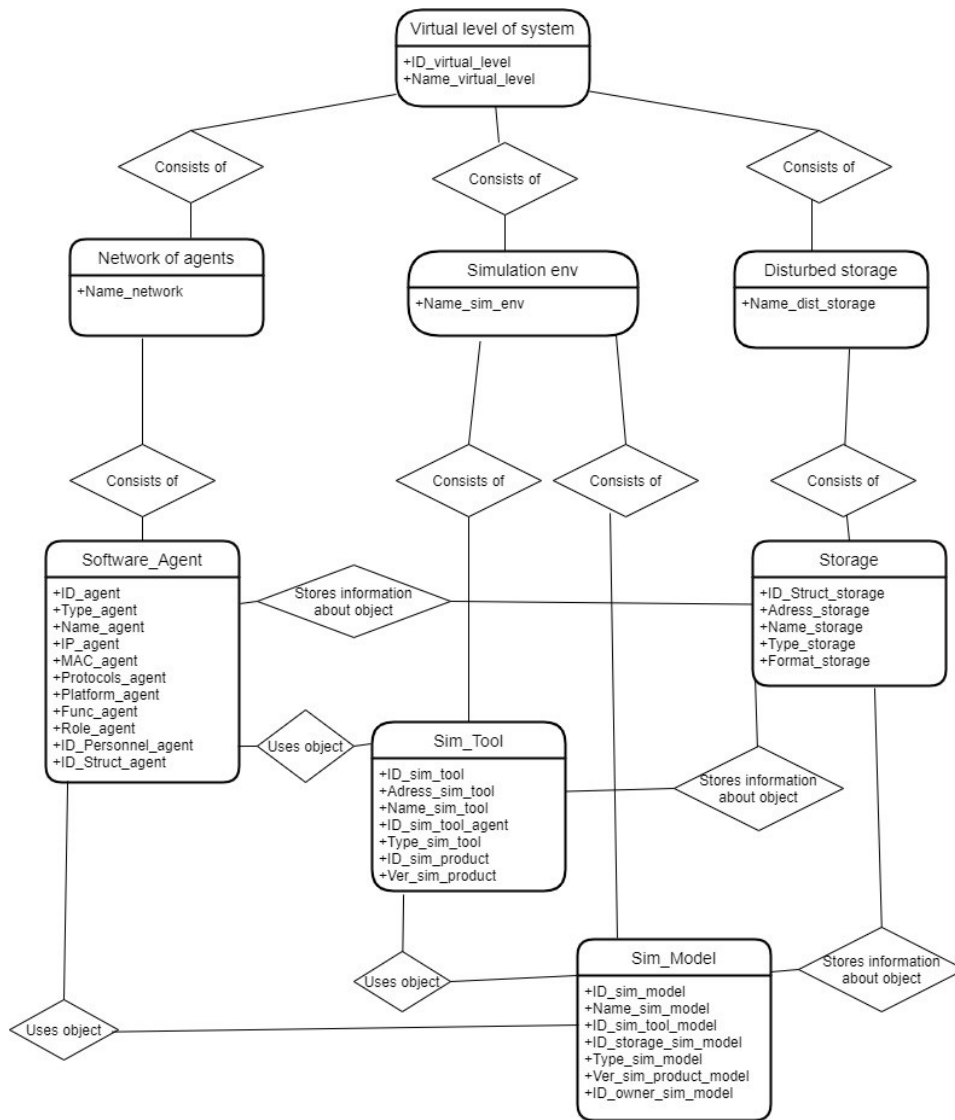 Virtual level of system
+ID_virtual_level
+Name_virtual_level
Consists of
Consists of
Consists of
Network of agents
+Name_network
Simulation env
+Name_sim_env
Disturbed storage
+Name_dist_storage
Consists of
Consists of
Consists of
Consists of
Software_Agent
+ID_agent
+Type_agent
+Name_agent
+IP_agent
+MAC_agent
+Protocols_agent
+Platform_agent
+Func_agent
+Role_agent
+ID_Personnel_agent
+ID_Struct_agent
Stores information
about object
Storage
+ID_Struct_storage
+Adress_storage
+Name_storage
+Type_storage
+Format_storage
Uses object
Sim_Tool
+ID_sim_tool
+Adress_sim_tool
+Name_sim_tool
+ID_sim_tool_agent
+Type_sim_tool
+ID_sim_product
+Ver_sim_product
Stores information
about object
Uses object
Sim_Model
+ID_sim_model
+Name_sim_model
+ID_sim_tool_model
+ID_storage_sim_model
+Type_sim_model
+Ver_sim_product_model
+ID_owner_sim_model
Stores information
about object
Uses object